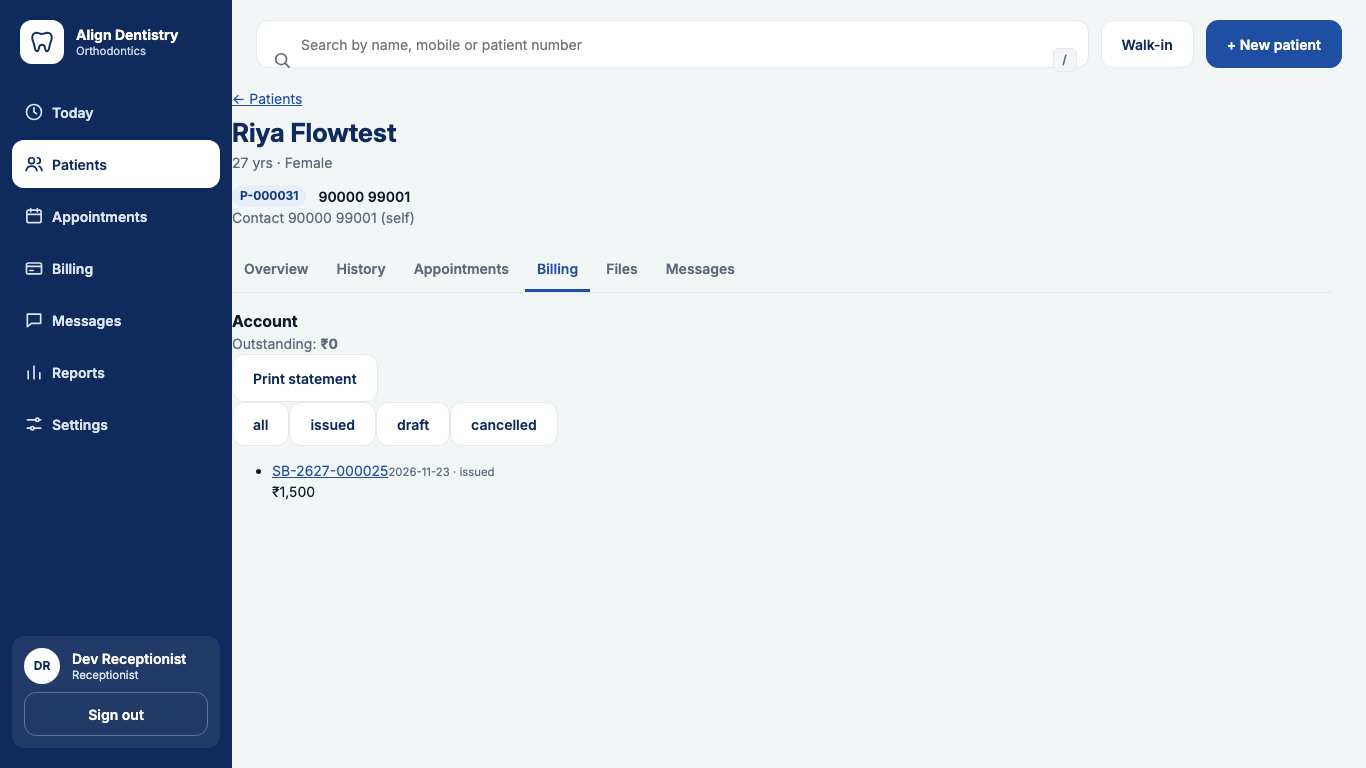 Align Dentistry
Orthodontics
Today
Patients
Appointments
Billing
Messages
Reports
Settings
DR
Dev Receptionist
Receptionist
Sign out
Search by name, mobile or patient number
/
Walk-in
+ New patient
← Patients
Riya Flowtest
27 yrs · Female
P-000031 90000 99001
Contact 90000 99001 (self)
Overview History Appointments Billing Files Messages
Account
Outstanding: ₹0
Print statement
all issued draft cancelled
• SB-2627-000025 2026-11-23 · issued
₹1,500